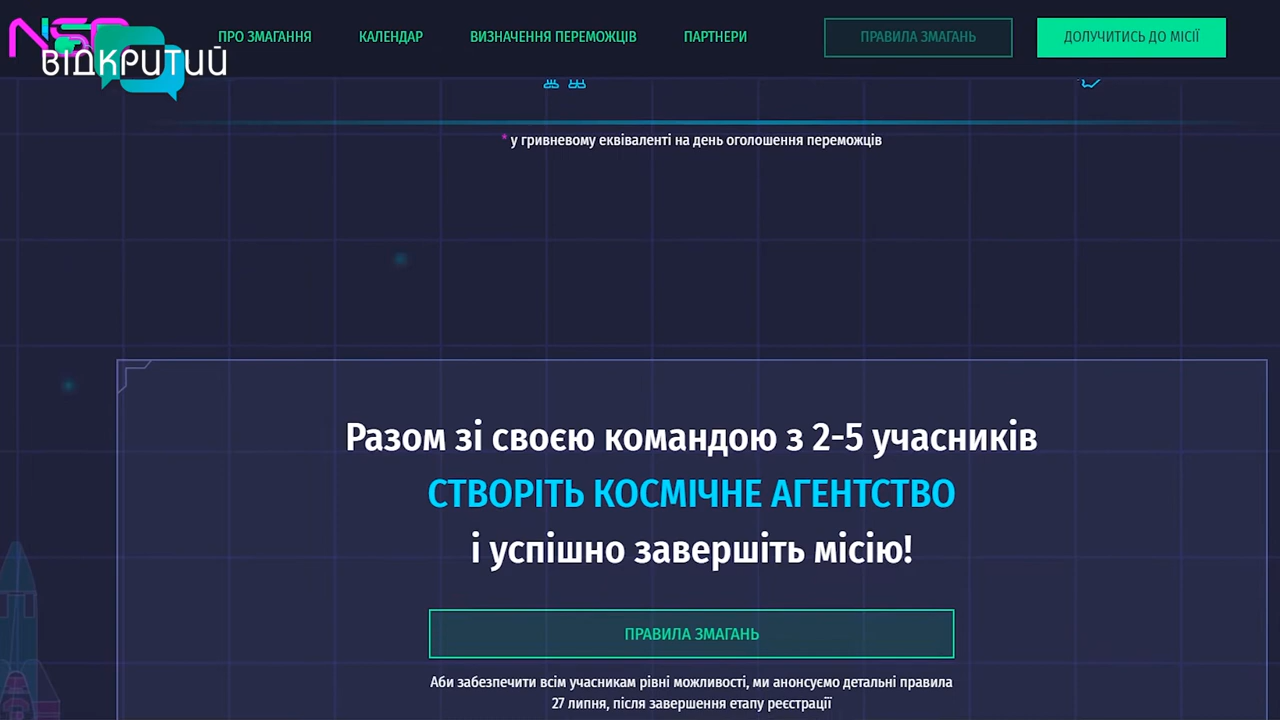 ВІДКРИТИЙ
ПРО ЗМАГАННЯ
КАЛЕНДАР
ВИЗНАЧЕННЯ ПЕРЕМОЖЦІВ
ПАРТНЕРИ
ПРАВИЛА ЗМАГАНЬ
ДОЛУЧИТИСЬ ДО МІСІЇ
* у гривневому еквіваленті на день оголошення переможців
Разом зі своєю командою з 2-5 учасників
СТВОРІТЬ КОСМІЧНЕ АГЕНТСТВО
і успішно завершіть місію!
ПРАВИЛА ЗМАГАНЬ
Аби забезпечити всім учасникам рівні можливості, ми анонсуємо детальні правила
27 липня, після завершення етапу реєстрації